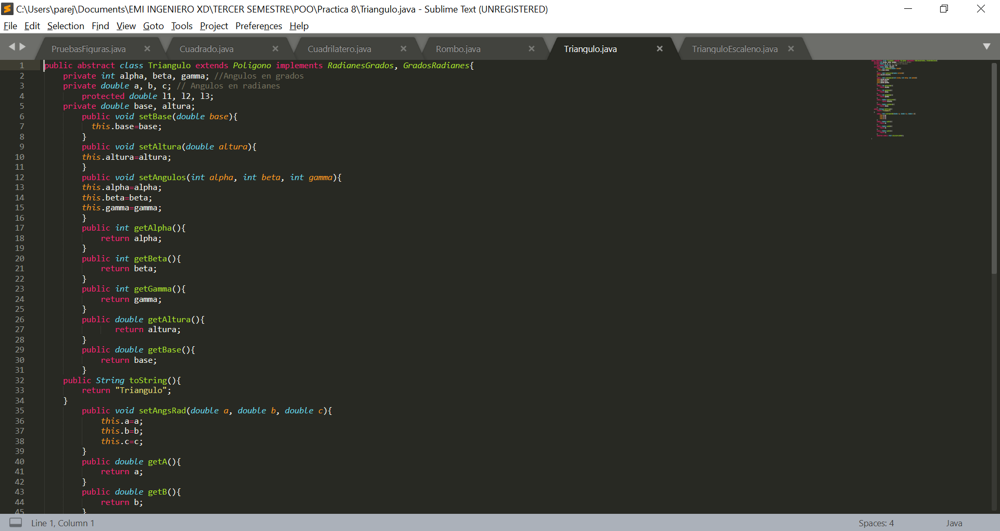 C:\Users\parej\Documents\EMI INGENIERO XD\TERCER SEMESTRE\POO\Practica 8\Triangulo.java - Sublime Text (UNREGISTERED)
File Edit Selection Find View Goto Tools Project Preferences Help
PruebasFiguras.java Cuadrado.java Cuadrilatero.java Rombo.java Triangulo.java TrianguloEscaleno.java
1 public abstract class Triangulo extends Poligono implements RadianesGrados, GradosRadianes{
2 private int alpha, beta, gamma; //Angulos en grados
3 private double a, b, c; // Angulos en radianes
4 protected double l1, l2, l3;
5 private double base, altura;
6 public void setBase(double base){
7 this.base=base;
8 }
9 public void setAltura(double altura){
10 this.altura=altura;
11 }
12 public void setAngulos(int alpha, int beta, int gamma){
13 this.alpha=alpha;
14 this.beta=beta;
15 this.gamma=gamma;
16 }
17 public int getAlpha(){
18 return alpha;
19 }
20 public int getBeta(){
21 return beta;
22 }
23 public int getGamma(){
24 return gamma;
25 }
26 public double getAltura(){
27 return altura;
28 }
29 public double getBase(){
30 return base;
31 }
32 public String toString(){
33 return "Triangulo";
34 }
35 public void setAngsRad(double a, double b, double c){
36 this.a=a;
37 this.b=b;
38 this.c=c;
39 }
40 public double getA(){
41 return a;
42 }
43 public double getB(){
44 return b;
45 }
Line 1, Column 1 Spaces: 4 Java